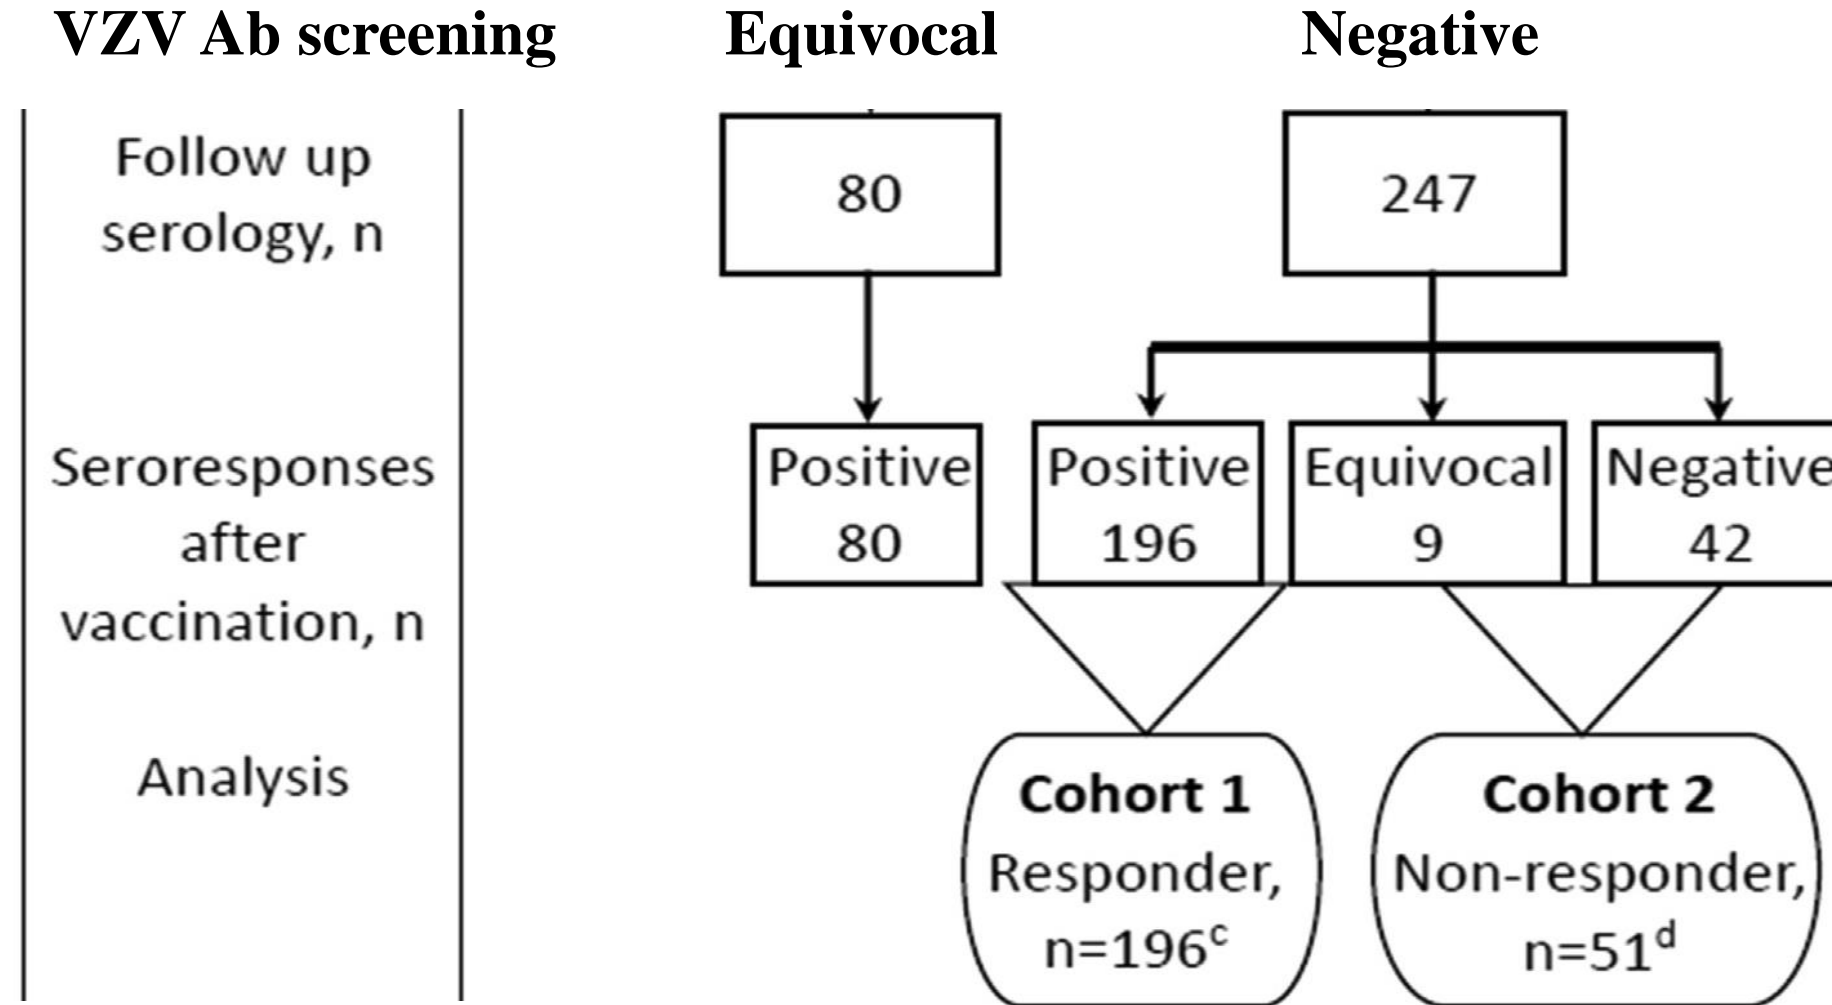 VZV Ab screening Equivocal Negative
Follow up
serology, n
80
247
Seroresponses
after
vaccination, n
Positive
80
Positive
196
Equivocal
9
Negative
42
Analysis
Cohort 1
Responder,
n=196c
Cohort 2
Non-responder,
n=51d